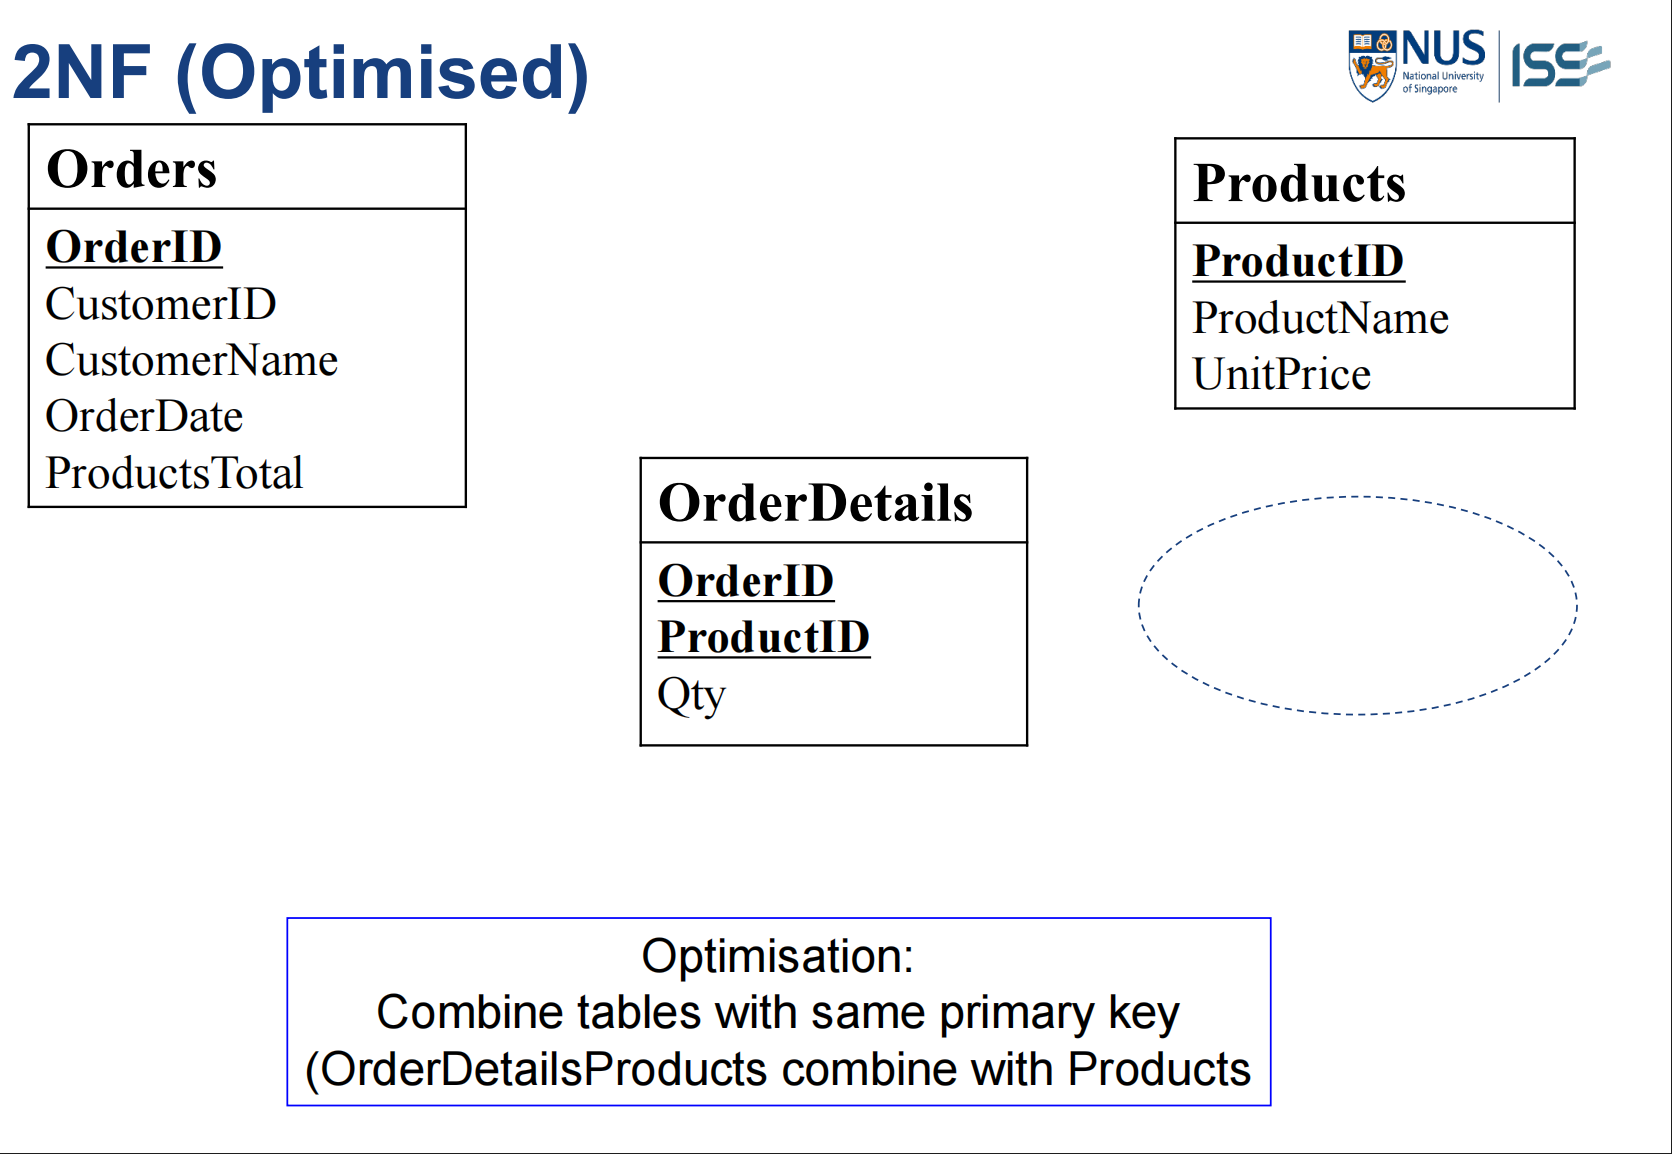 2NF (Optimised)
NUS
National University
of Singapore
ISS
Orders
OrderID
CustomerID
CustomerName
OrderDate
ProductsTotal
Products
ProductID
ProductName
UnitPrice
OrderDetails
OrderID
ProductID
Qty
Optimisation:
Combine tables with same primary key
(OrderDetailsProducts combine with Products